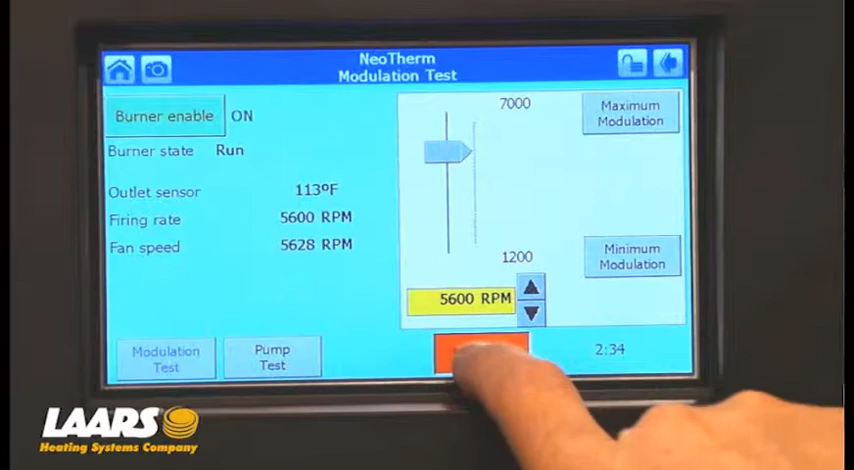 NeoTherm
Modulation Test
Burner enable ON
Burner state Run
Outlet sensor 113ºF
Firing rate 5600 RPM
Fan speed 5628 RPM
7000
1200
5600 RPM
Maximum
Modulation
Minimum
Modulation
Modulation
Test
Pump
Test
2:34
LAARS
Heating Systems Company